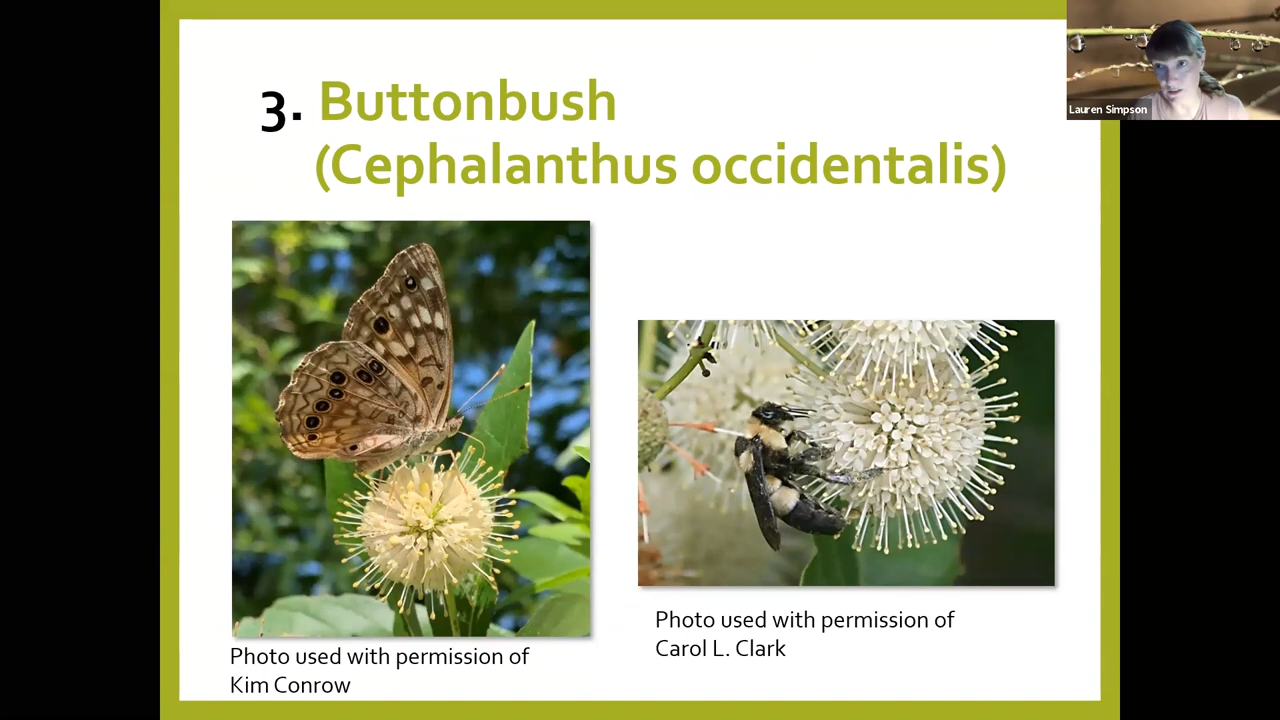 3. Buttonbush
(Cephalanthus occidentalis)
Lauren Simpson
Photo used with permission of
Carol L. Clark
Photo used with permission of
Kim Conrow